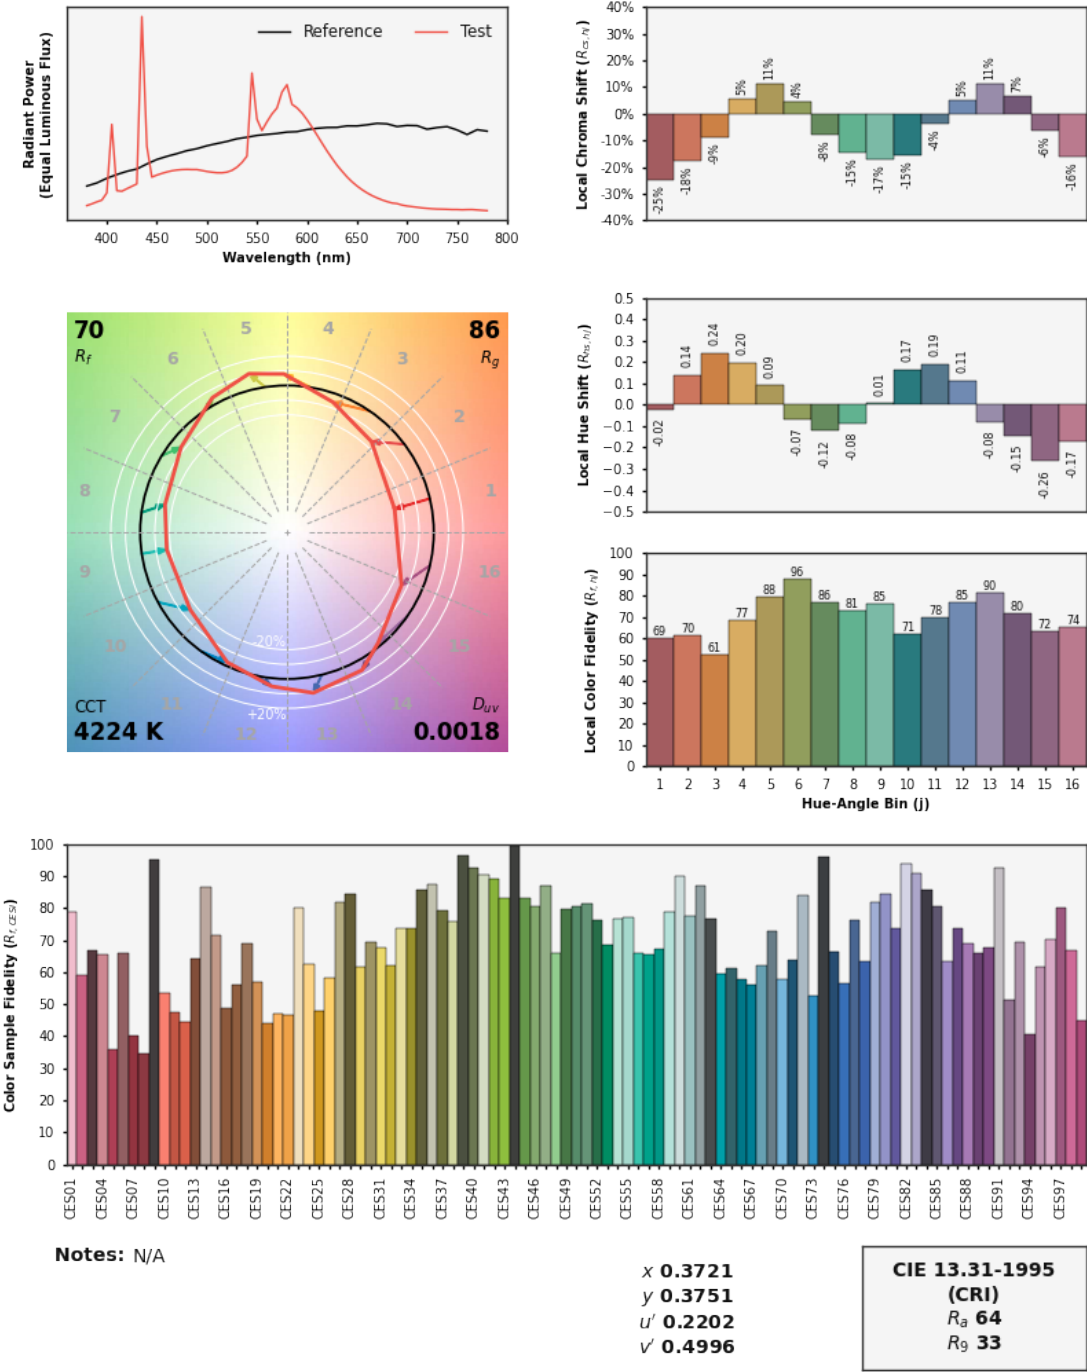 Radiant Power
(Equal Luminous Flux)
Reference
Test
400 450 500 550 600 650 700 750 800
Wavelength (nm)
Local Chroma Shift (Rcs,hj)
40%
30%
20%
10%
0%
-10%
-20%
-30%
-40%
-25% -18% -9% 5% 11% 4% -8% -15% -17% -15% -4% 5% 11% 7% -6% -16%
70
Rf
86
Rg
5 4
6 3
7 2
8 1
9 16
10 15
11 14
12 13
-20%
+20%
CCT
4224 K
Duv
0.0018
Local Hue Shift (Rhs,hj)
0.5
0.4
0.3
0.2
0.1
0.0
−0.1
−0.2
−0.3
−0.4
−0.5
-0.02 0.14 0.24 0.20 0.09 -0.07 -0.12 -0.08 0.01 0.17 0.19 0.11 -0.08 -0.15 -0.26 -0.17
Local Color Fidelity (Rf,hj)
100
90
80
70
60
50
40
30
20
10
0
69 70 61 77 88 96 86 81 85 71 78 85 90 80 72 74
1 2 3 4 5 6 7 8 9 10 11 12 13 14 15 16
Hue-Angle Bin (j)
Color Sample Fidelity (Rf,CESi)
100
90
80
70
60
50
40
30
20
10
0
CES01 CES04 CES07 CES10 CES13 CES16 CES19 CES22 CES25 CES28 CES31 CES34 CES37 CES40 CES43 CES46 CES49 CES52 CES55 CES58 CES61 CES64 CES67 CES70 CES73 CES76 CES79 CES82 CES85 CES88 CES91 CES94 CES97
Notes: N/A
x 0.3721
y 0.3751
u' 0.2202
v' 0.4996
CIE 13.31-1995
(CRI)
Ra 64
R9 33